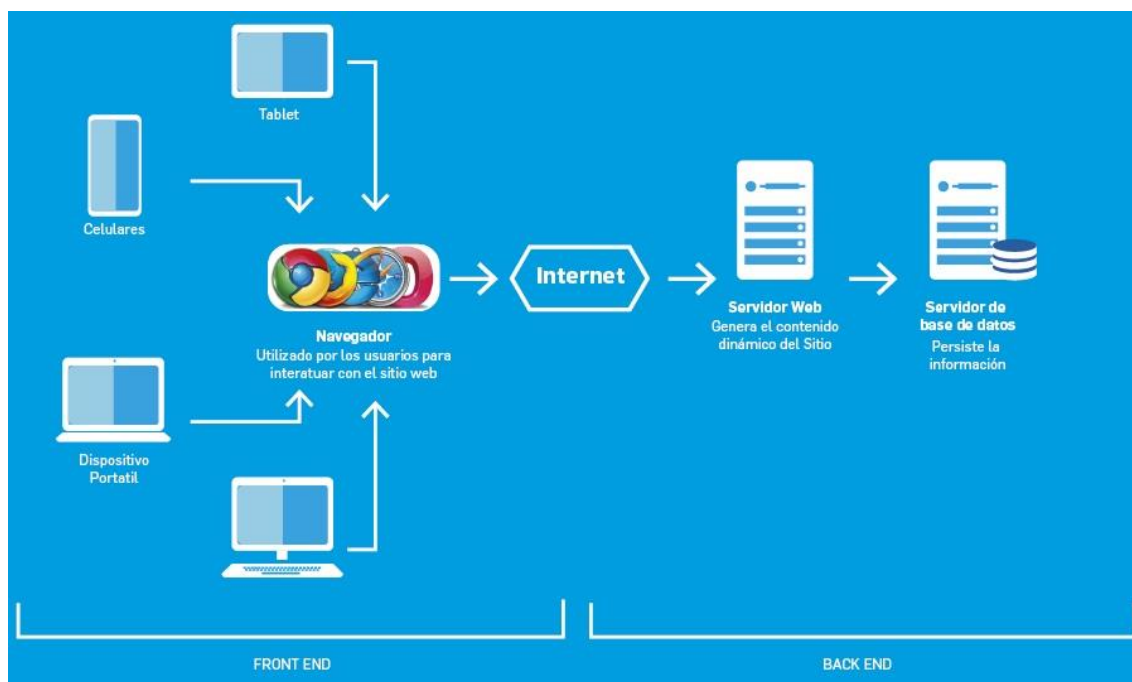 Tablet
Celulares
Internet
Navegador
Utilizado por los usuarios para
interatuar con el sitio web
Servidor Web
Genera el contenido
dinámico del Sitio
Servidor de
base de datos
Persiste la
información
Dispositivo
Portatil
FRONT END
BACK END